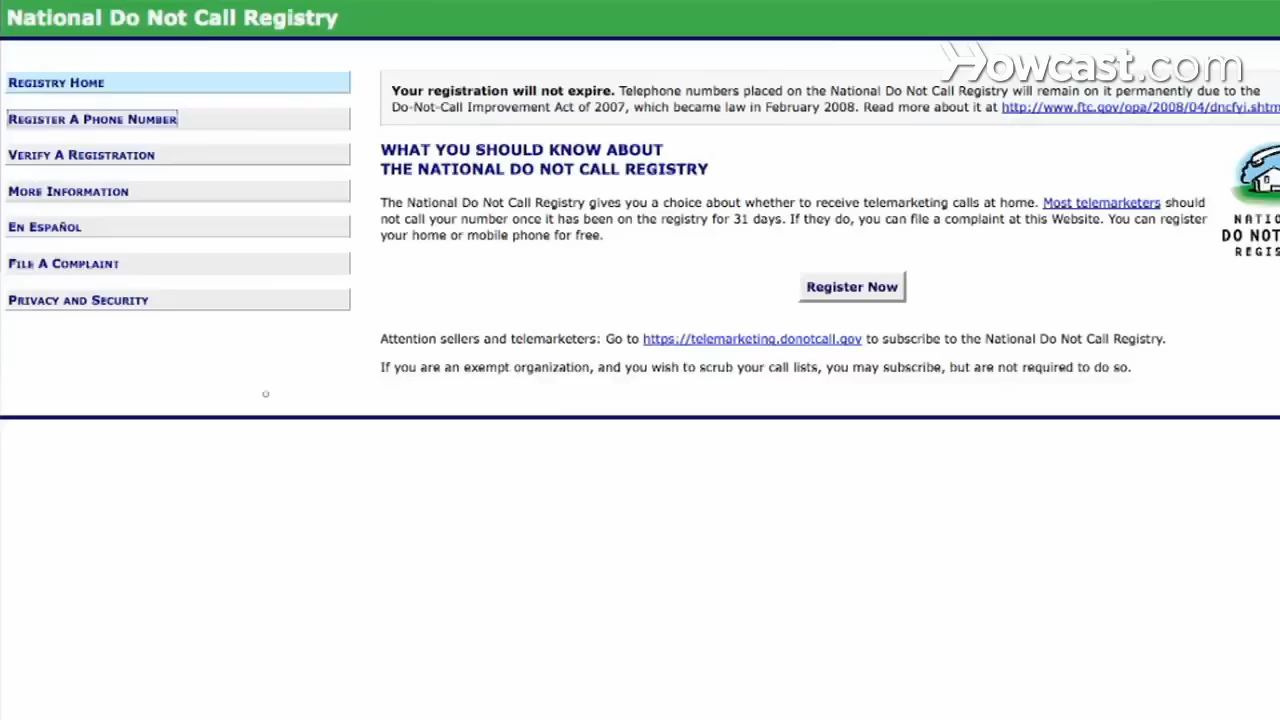 National Do Not Call Registry
Howcast.com
REGISTRY HOME
REGISTER A PHONE NUMBER
VERIFY A REGISTRATION
MORE INFORMATION
EN ESPAÑOL
FILE A COMPLAINT
PRIVACY AND SECURITY
Your registration will not expire. Telephone numbers placed on the National Do Not Call Registry will remain on it permanently due to the
Do-Not-Call Improvement Act of 2007, which became law in February 2008. Read more about it at http://www.ftc.gov/opa/2008/04/dncfyi.shtm
WHAT YOU SHOULD KNOW ABOUT
THE NATIONAL DO NOT CALL REGISTRY
The National Do Not Call Registry gives you a choice about whether to receive telemarketing calls at home. Most telemarketers should
not call your number once it has been on the registry for 31 days. If they do, you can file a complaint at this Website. You can register
your home or mobile phone for free.
Register Now
Attention sellers and telemarketers: Go to https://telemarketing.donotcall.gov to subscribe to the National Do Not Call Registry.
If you are an exempt organization, and you wish to scrub your call lists, you may subscribe, but are not required to do so.
NATIO
DO NOT
REGIS